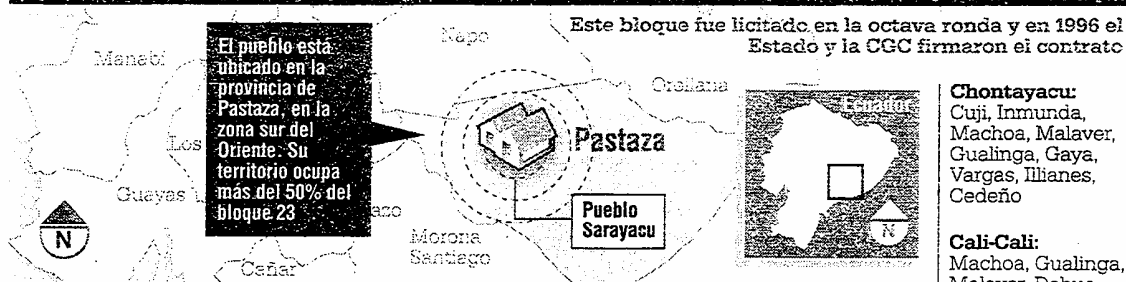 Este bloque fue licitado en la octava ronda y en 1996 el
Estado y la CGC firmaron el contrato
El pueblo está
ubicado en la
provincia de
Pastaza, en la
zona sur del
Oriente. Su
territorio ocupa
más del 50% del
bloque 23
Manabí
Napo
Orellana
Los
Guayas
Cañar
Morona
Santiago
Pastaza
Pueblo
Sarayacu
N
Ecuador
N
Chontayacu:
Cuji, Inmunda,
Machoa, Malaver,
Gualinga, Gaya,
Vargas, Illianes,
Cedeño
Cali-Cali:
Machoa, Gualinga,